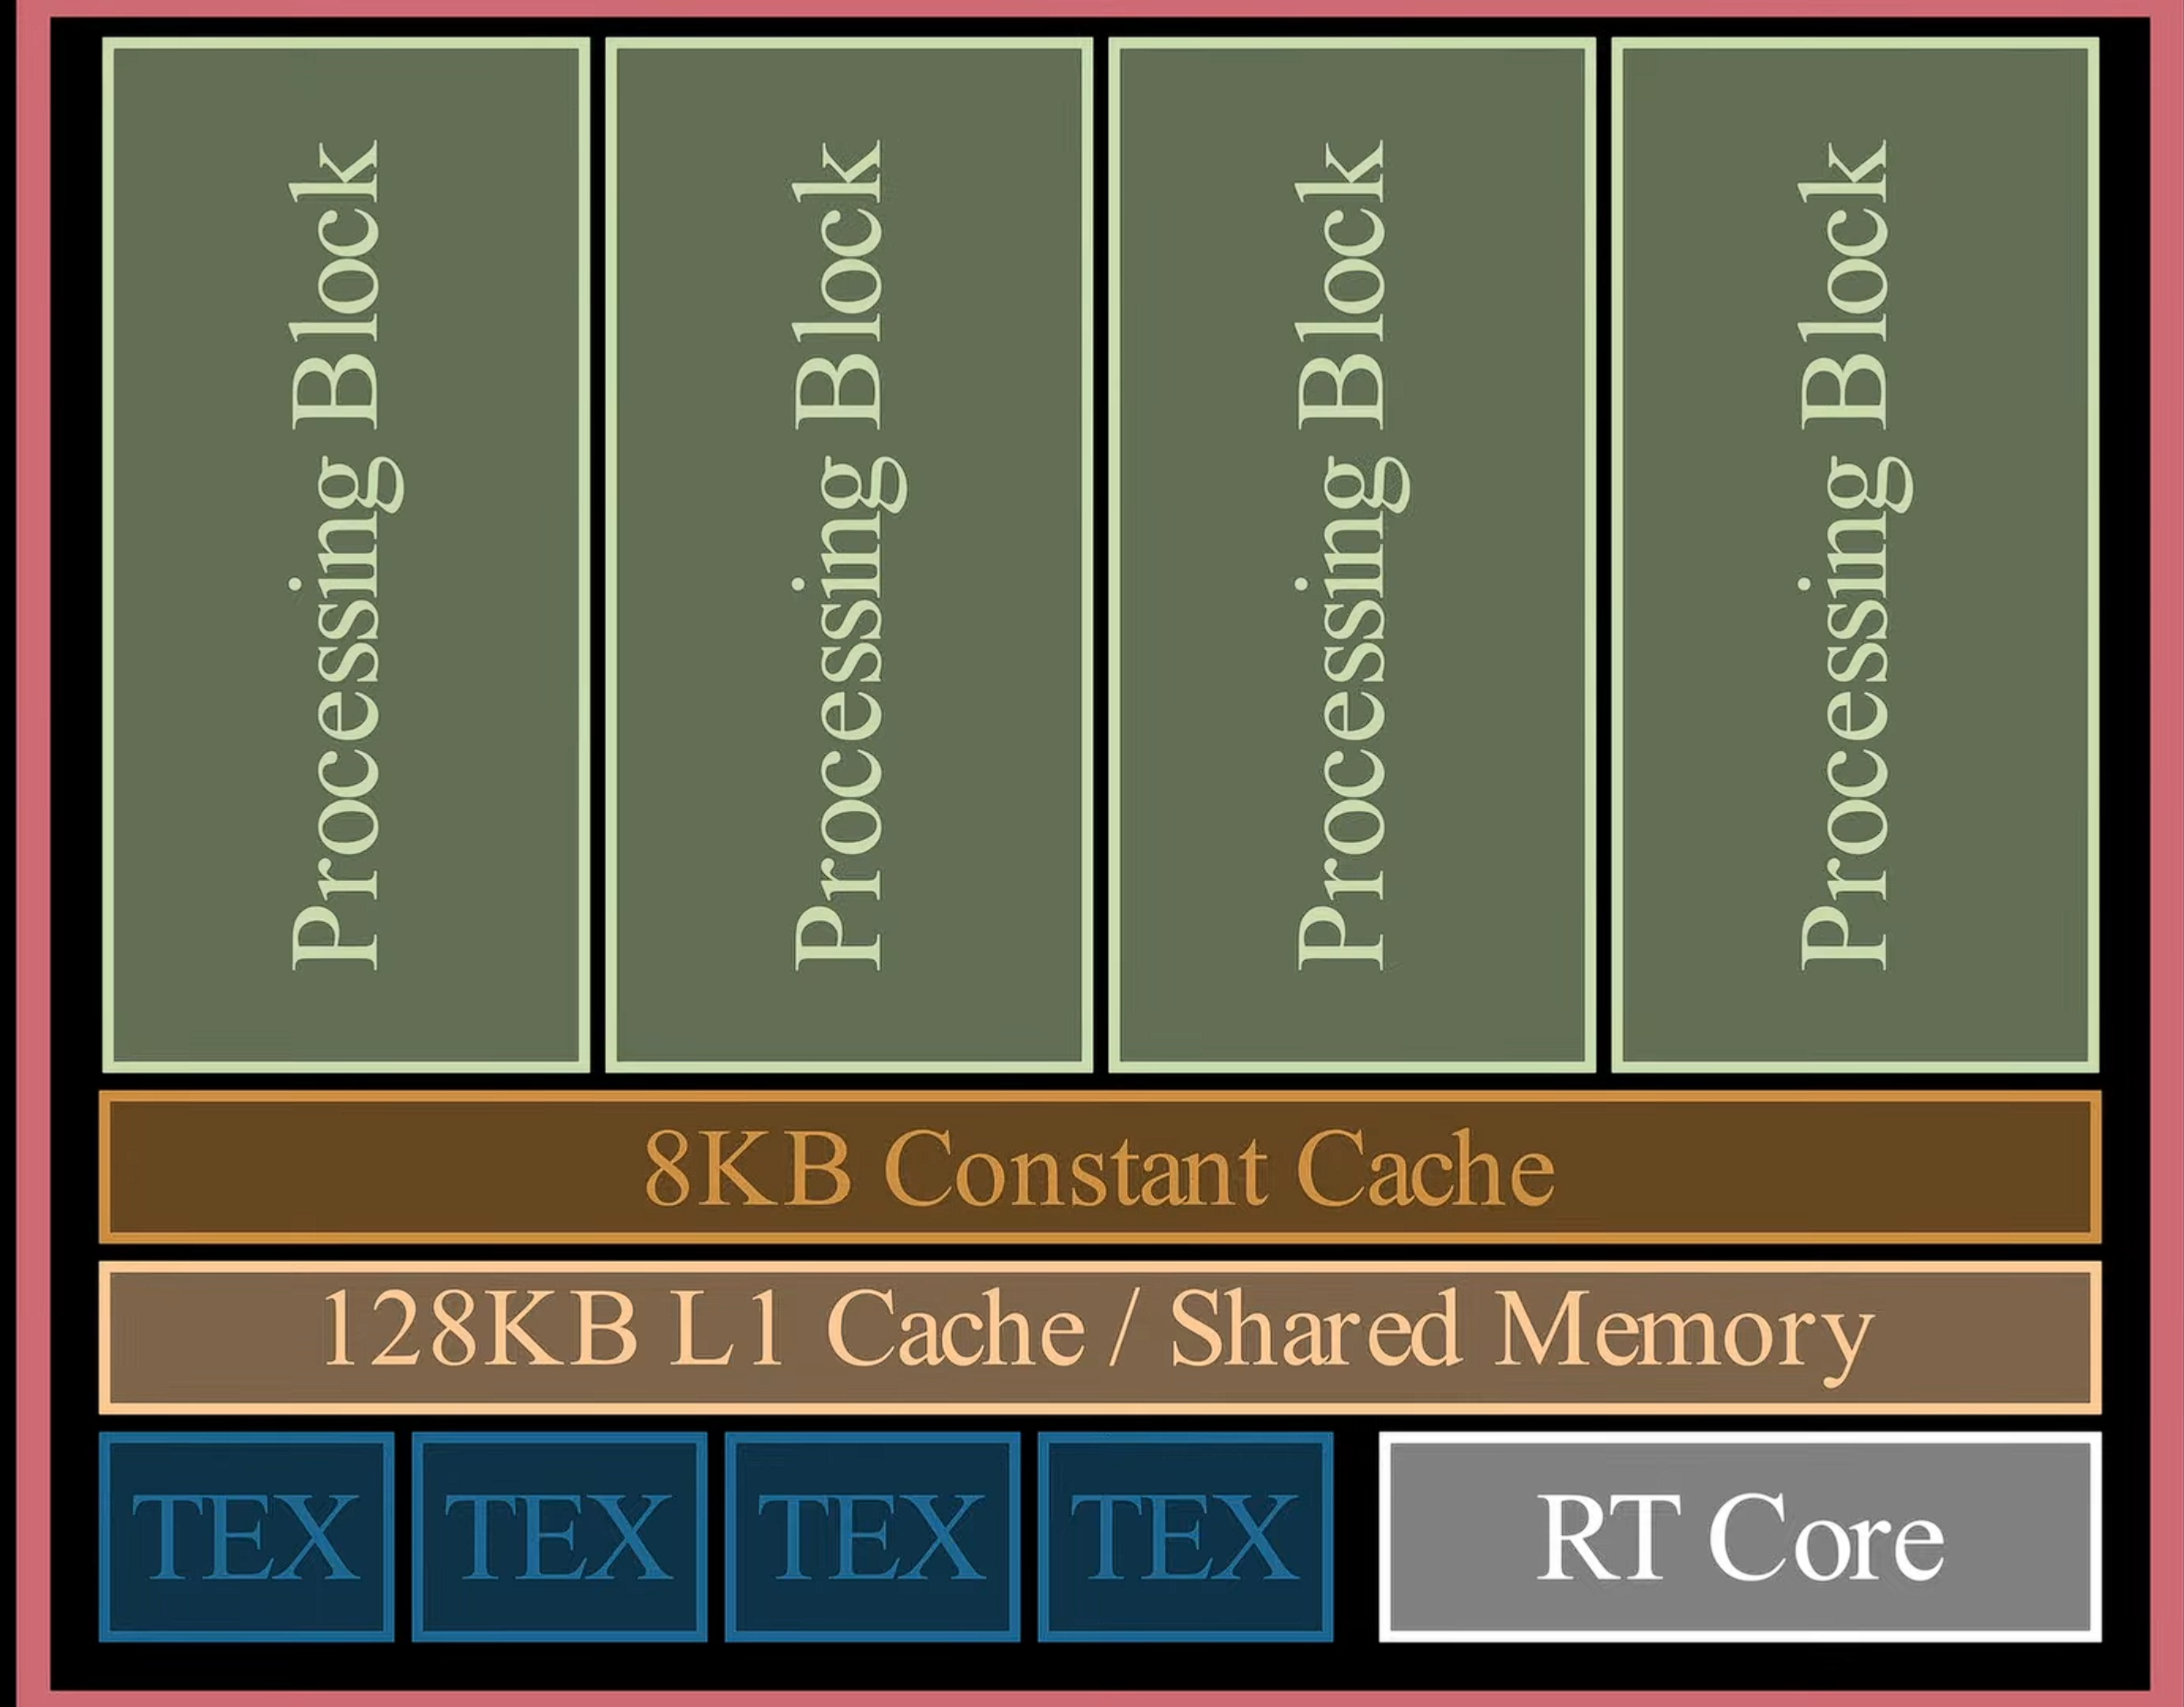 Processing Block
Processing Block
Processing Block
Processing Block
8KB Constant Cache
128KB L1 Cache / Shared Memory
TEX TEX TEX TEX RT Core